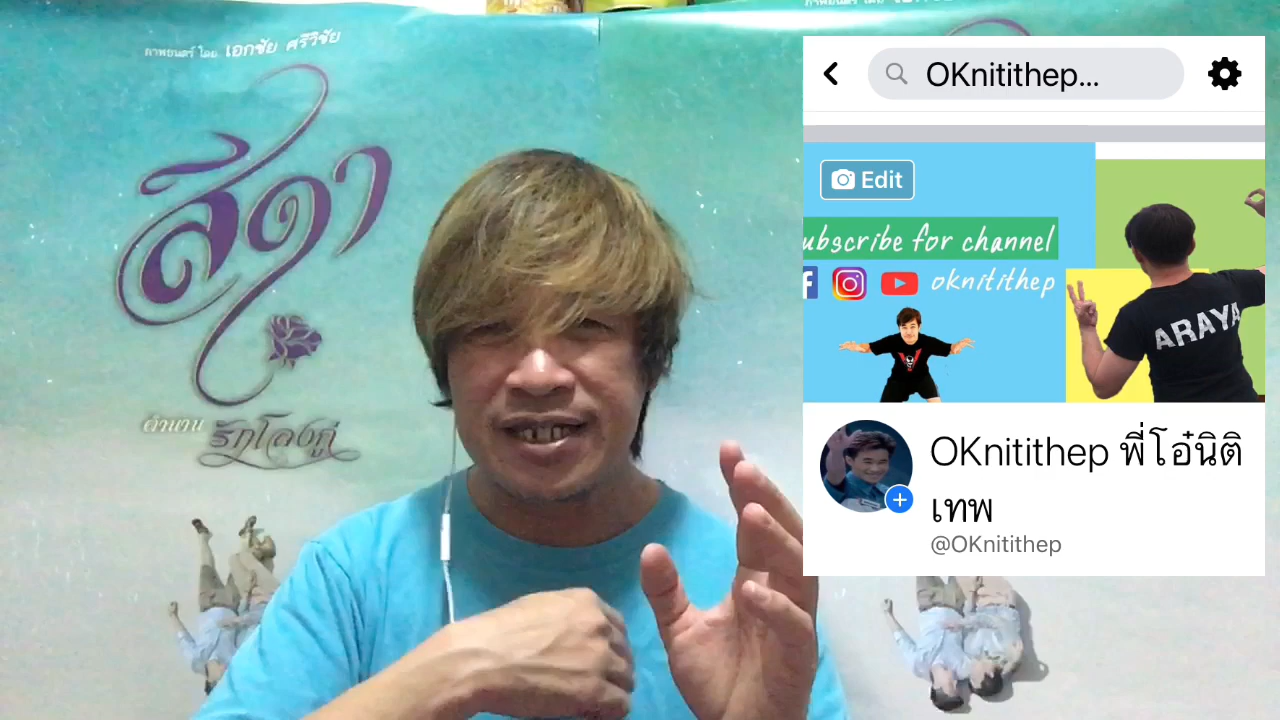 ภาพยนตร์ โดย เอกชัย ศรีวิชัย
สีดา
ตำนาน
รักโลงคู่
OKnitithep...
Edit
ubscribe for channel
oknitithep
ARAYA
OKnitithep พี่โอ๋นิติ
เทพ
@OKnitithep